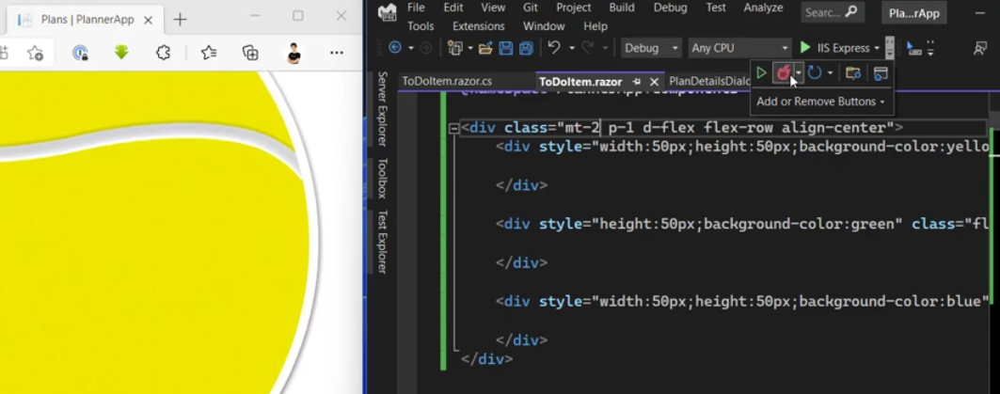 Plans | PlannerApp
File Edit View Git Project Build Debug Test Analyze
Tools Extensions Window Help
Searc...
Pla...rApp
Debug Any CPU IIS Express
Add or Remove Buttons
ToDoItem.razor.cs ToDoItem.razor PlanDetailsDialo
Server Explorer
Toolbox
Test Explorer
<div class="mt-2 p-1 d-flex flex-row align-center">
<div style="width:50px;height:50px;background-color:yello
</div>
<div style="height:50px;background-color:green" class="fl
</div>
<div style="width:50px;height:50px;background-color:blue"
</div>
</div>